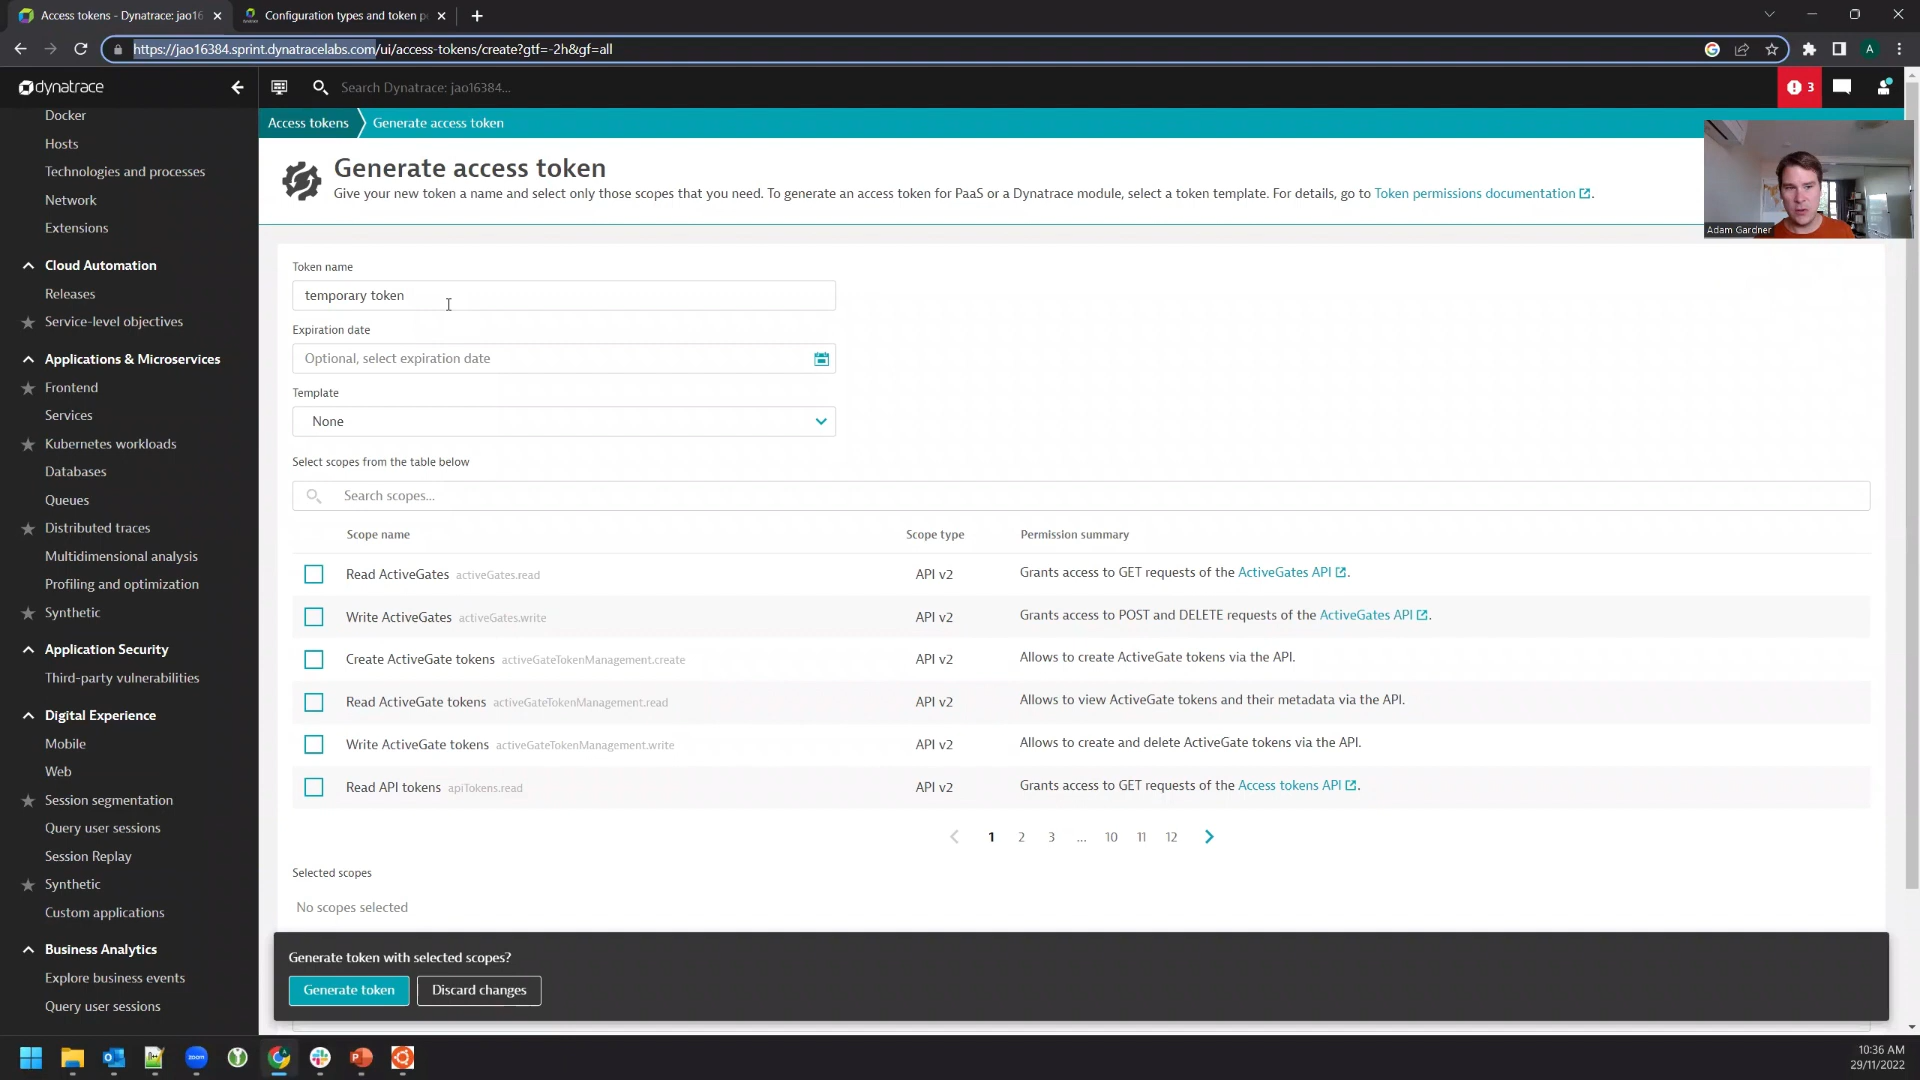 Access tokens - Dynatrace: jao16
Configuration types and token p
https://jao16384.sprint.dynatracelabs.com/ui/access-tokens/create?gtf=-2h&gf=all
A
dynatrace
Search Dynatrace: jao16384...
3
Docker
Hosts
Technologies and processes
Network
Extensions
Cloud Automation
Releases
Service-level objectives
Applications & Microservices
Frontend
Services
Kubernetes workloads
Databases
Queues
Distributed traces
Multidimensional analysis
Profiling and optimization
Synthetic
Application Security
Third-party vulnerabilities
Digital Experience
Mobile
Web
Session segmentation
Query user sessions
Session Replay
Synthetic
Custom applications
Business Analytics
Explore business events
Query user sessions
Access tokens
Generate access token
Generate access token
Give your new token a name and select only those scopes that you need. To generate an access token for PaaS or a Dynatrace module, select a token template. For details, go to Token permissions documentation.
Adam Gardner
Token name
temporary token
Expiration date
Optional, select expiration date
Template
None
Select scopes from the table below
Search scopes...
Scope name Scope type Permission summary
Read ActiveGates activeGates.read API v2 Grants access to GET requests of the ActiveGates API.
Write ActiveGates activeGates.write API v2 Grants access to POST and DELETE requests of the ActiveGates API.
Create ActiveGate tokens activeGateTokenManagement.create API v2 Allows to create ActiveGate tokens via the API.
Read ActiveGate tokens activeGateTokenManagement.read API v2 Allows to view ActiveGate tokens and their metadata via the API.
Write ActiveGate tokens activeGateTokenManagement.write API v2 Allows to create and delete ActiveGate tokens via the API.
Read API tokens apiTokens.read API v2 Grants access to GET requests of the Access tokens API.
1 2 3 ... 10 11 12
Selected scopes
No scopes selected
Generate token with selected scopes?
Generate token Discard changes
zoom
10:36 AM
29/11/2022